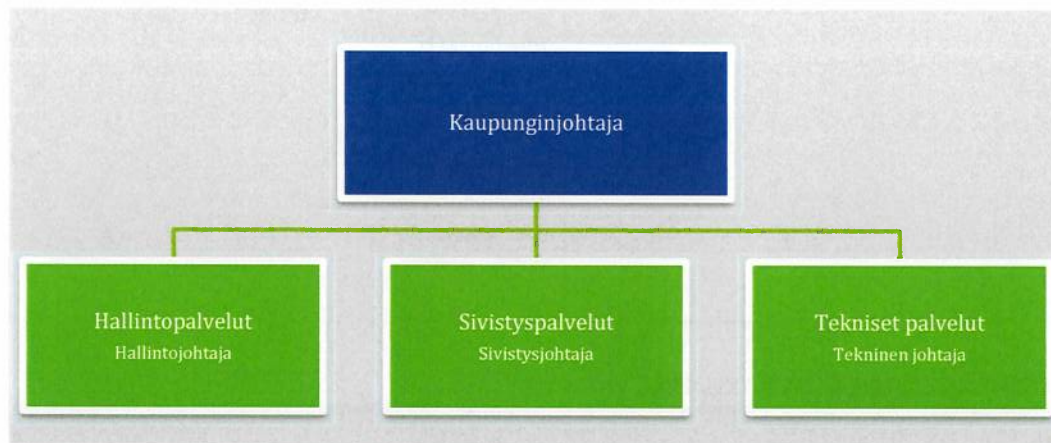 Kaupunginjohtaja
Hallintopalvelut
Hallintojohtaja
Sivistyspalvelut
Sivistysjohtaja
Tekniset palvelut
Tekninen johtaja